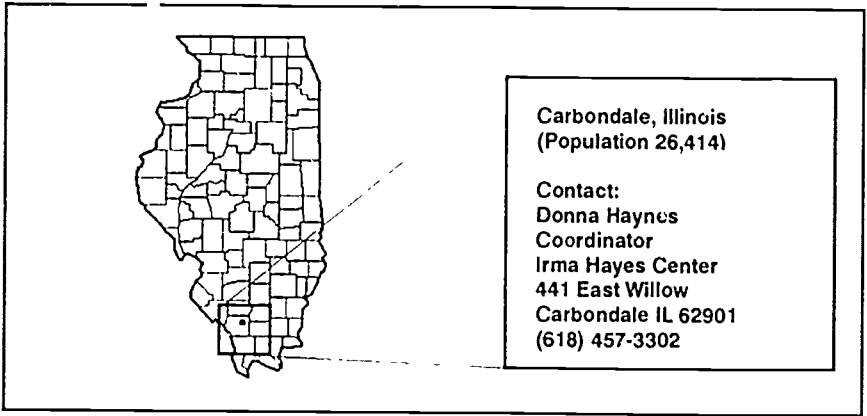 Carbondale, Illinois
(Population 26,414)
Contact:
Donna Haynes
Coordinator
Irma Hayes Center
441 East Willow
Carbondale IL 62901
(618) 457-3302